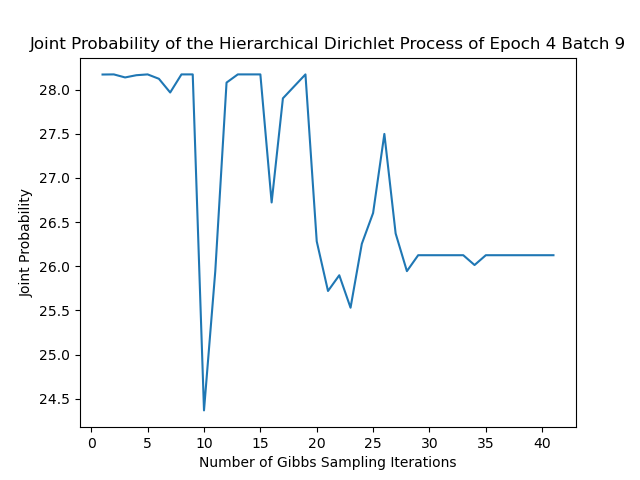 Joint Probability of the Hierarchical Dirichlet Process of Epoch 4 Batch 9
28.0
27.5
27.0
26.5
26.0
25.5
25.0
24.5
Joint Probability
0 5 10 15 20 25 30 35 40
Number of Gibbs Sampling Iterations